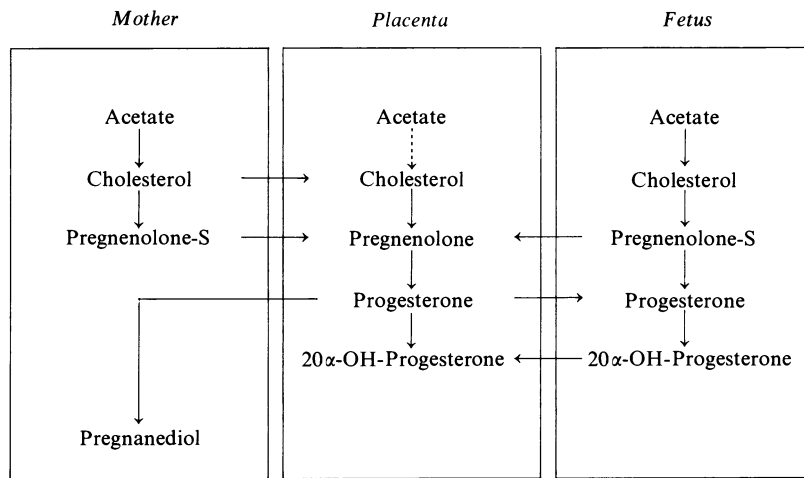 Mother Placenta Fetus
Acetate Acetate Acetate
Cholesterol Cholesterol Cholesterol
Pregnenolone-S Pregnenolone Pregnenolone-S
Progesterone Progesterone
20α-OH-Progesterone 20α-OH-Progesterone
Pregnanediol